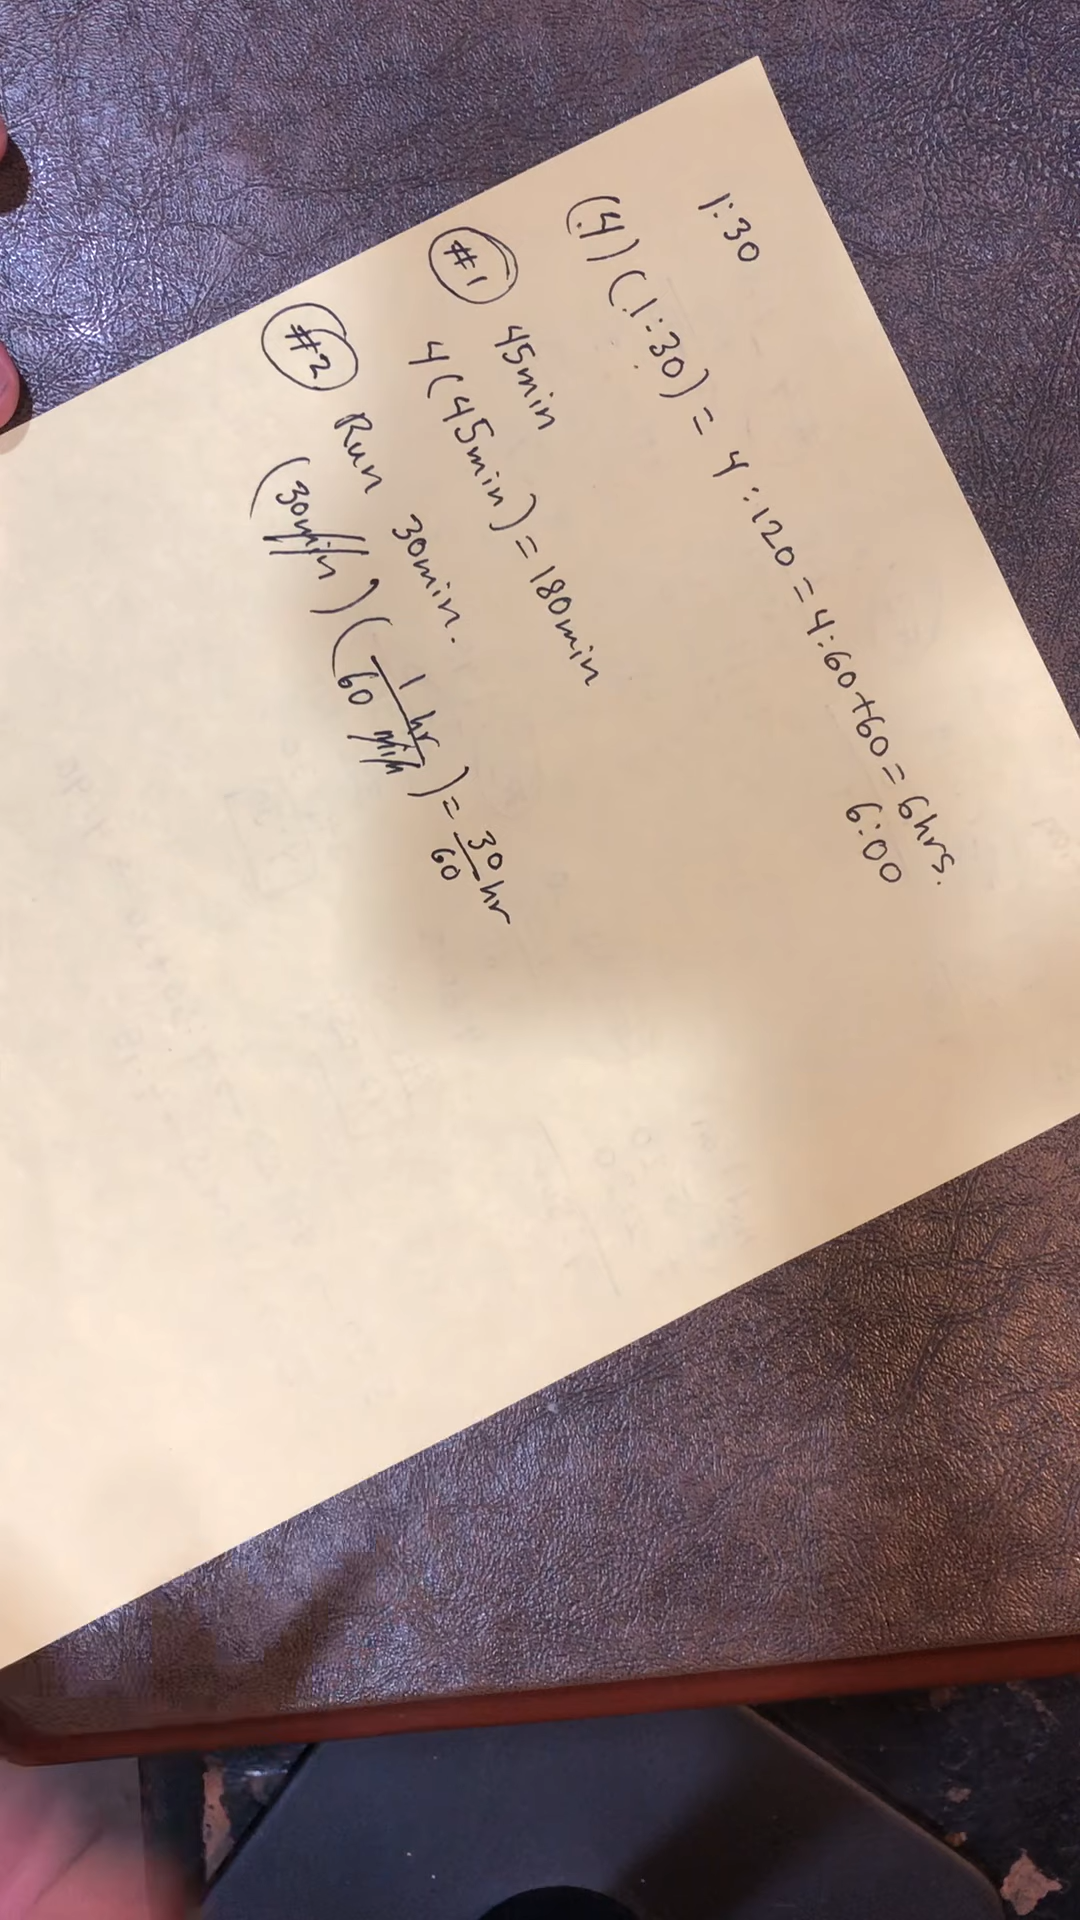 1:30
(.4)(1:30) = 4:120 = 4:60+60 = 6hrs.
6:00
#1 45min
4(45min) = 180min
#2 Run 30min.
(30min)(1 hr/60 min) = 30/60 hr